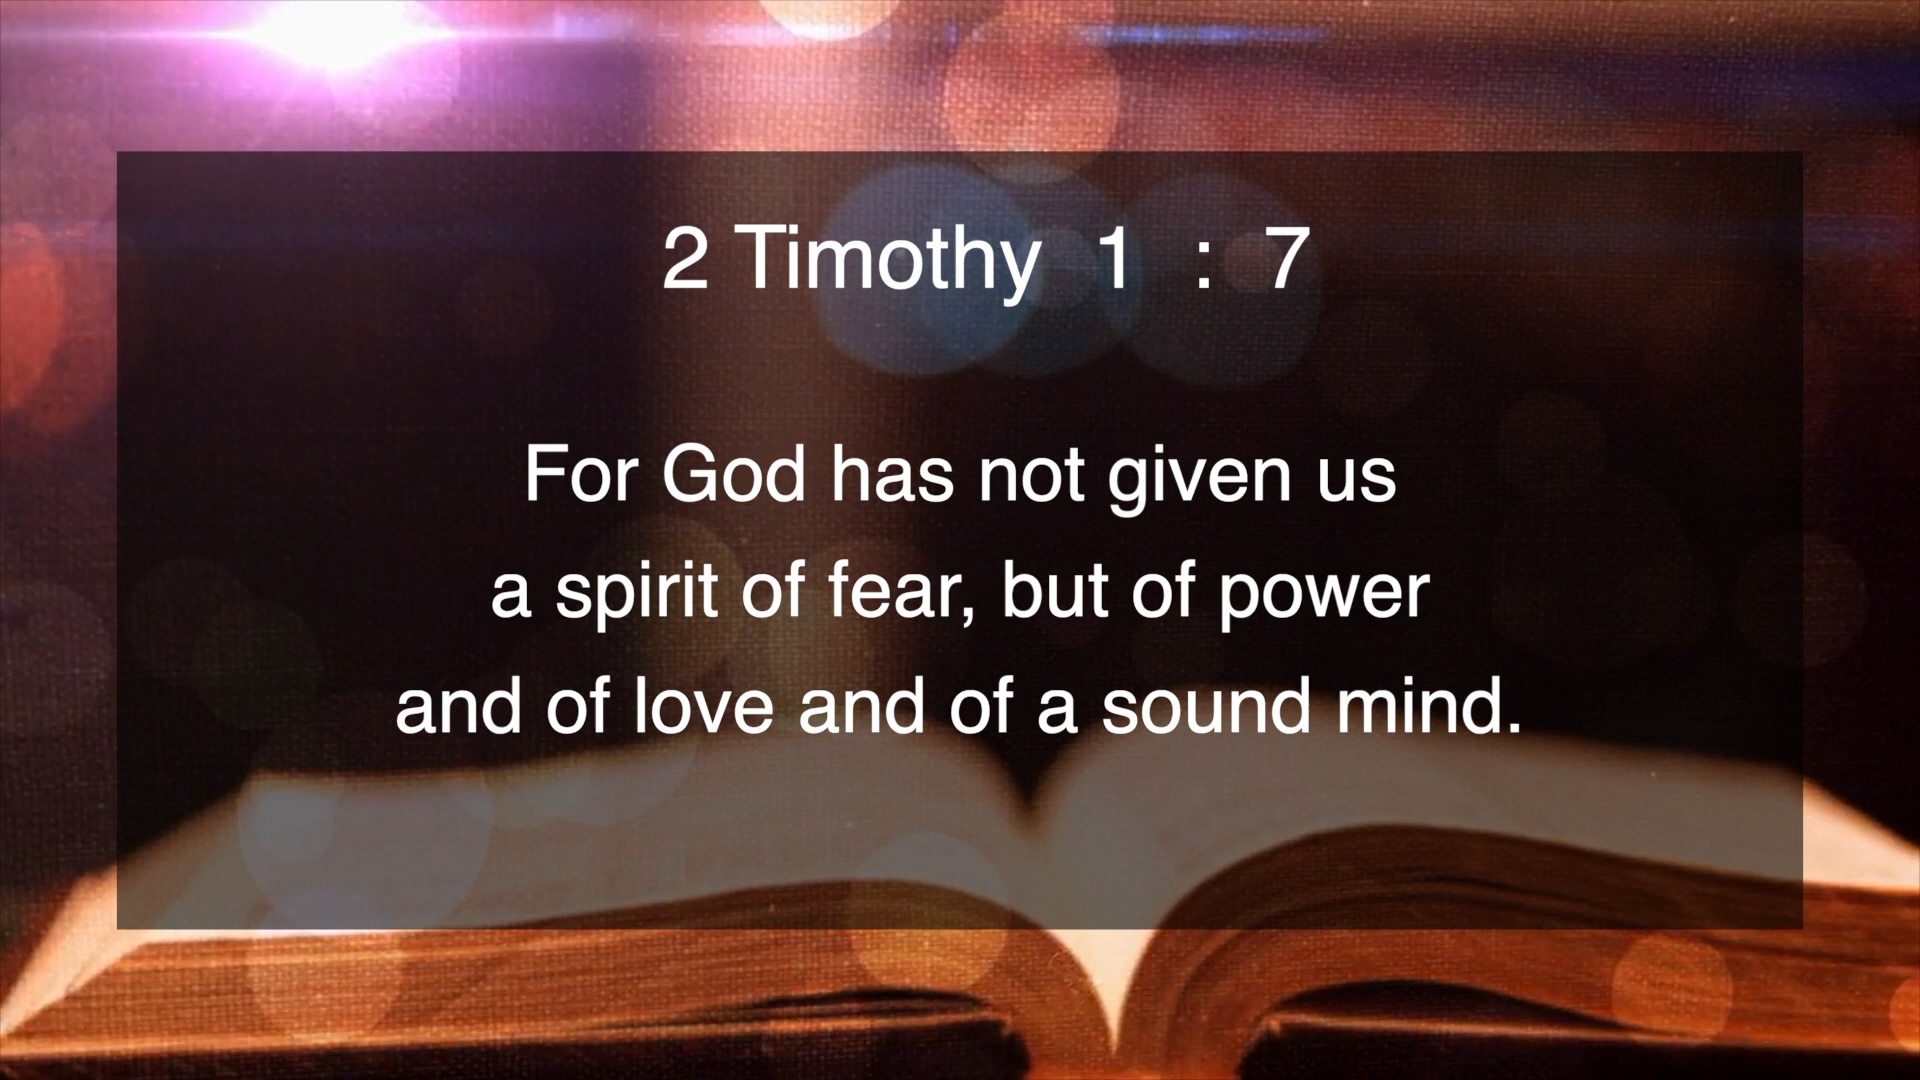 2 Timothy 1 : 7
For God has not given us
a spirit of fear, but of power
and of love and of a sound mind.